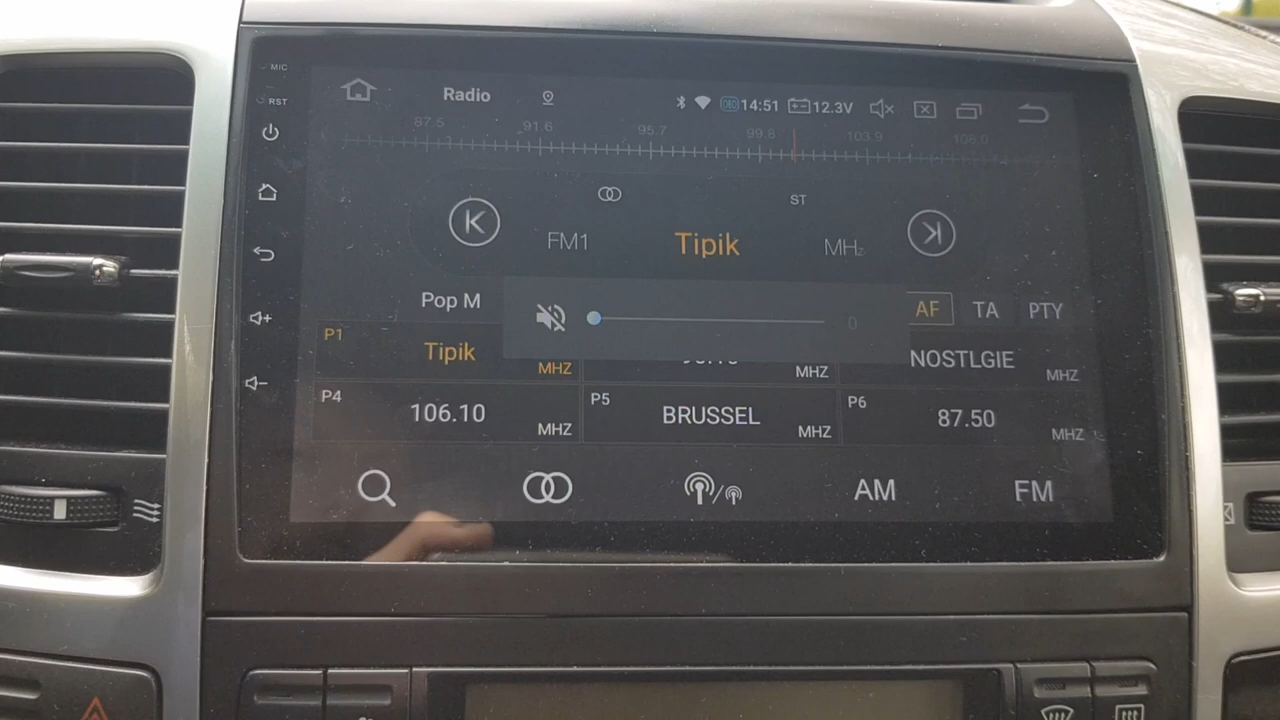 MIC
RST
Radio
14:51
12.3V
87.5 91.6 95.7 99.8 103.9 108.0
ST
FM1
Tipik
MHz
Pop M
0
AF
TA
PTY
P1
Tipik
MHZ
MHZ
NOSTLGIE
MHZ
P4
106.10
MHZ
P5
BRUSSEL
MHZ
P6
87.50
MHZ
AM
FM